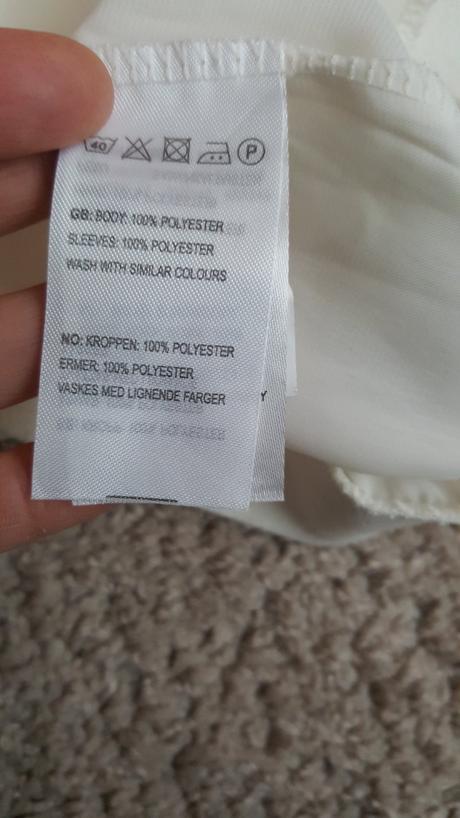 40 P
GB: BODY: 100% POLYESTER
SLEEVES: 100% POLYESTER
WASH WITH SIMILAR COLOURS
NO: KROPPEN: 100% POLYESTER
ERMER: 100% POLYESTER
VASKES MED LIGNENDE FARGER
Y